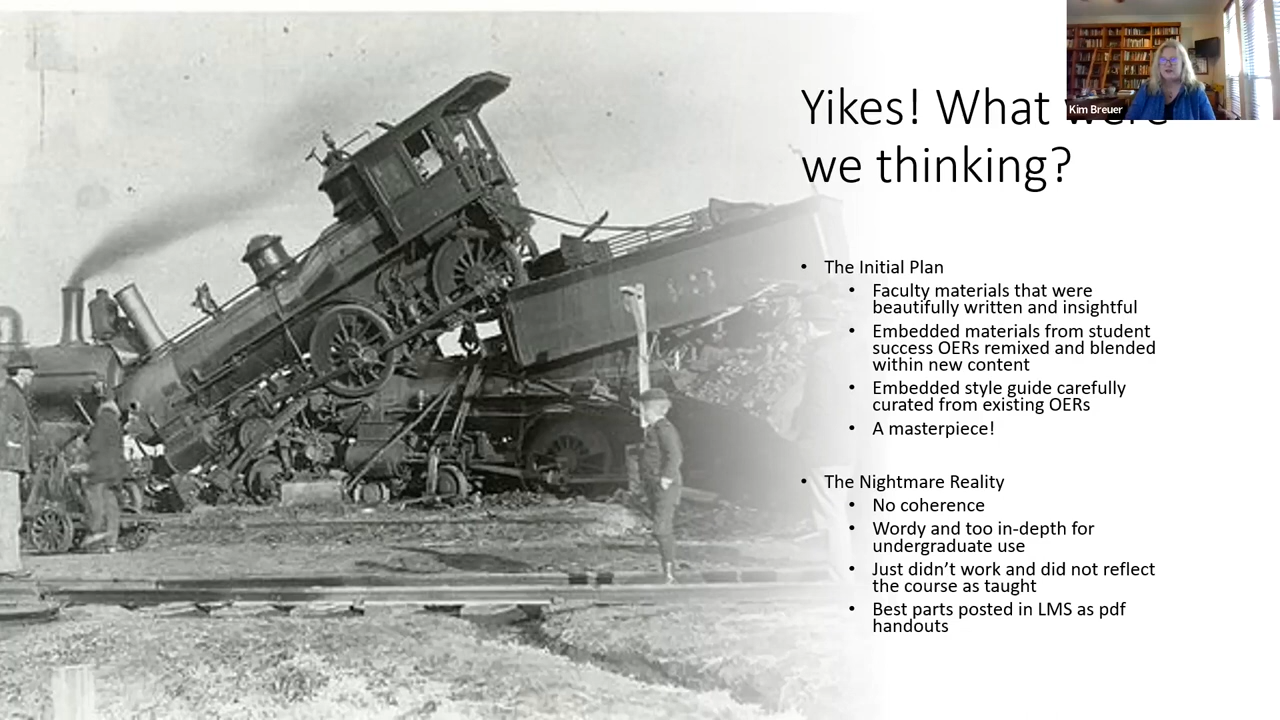 Yikes! What were
we thinking?
Kim Breuer
• The Initial Plan
• Faculty materials that were
beautifully written and insightful
• Embedded materials from student
success OERs remixed and blended
within new content
• Embedded style guide carefully
curated from existing OERs
• A masterpiece!
• The Nightmare Reality
• No coherence
• Wordy and too in-depth for
undergraduate use
• Just didn’t work and did not reflect
the course as taught
• Best parts posted in LMS as pdf
handouts